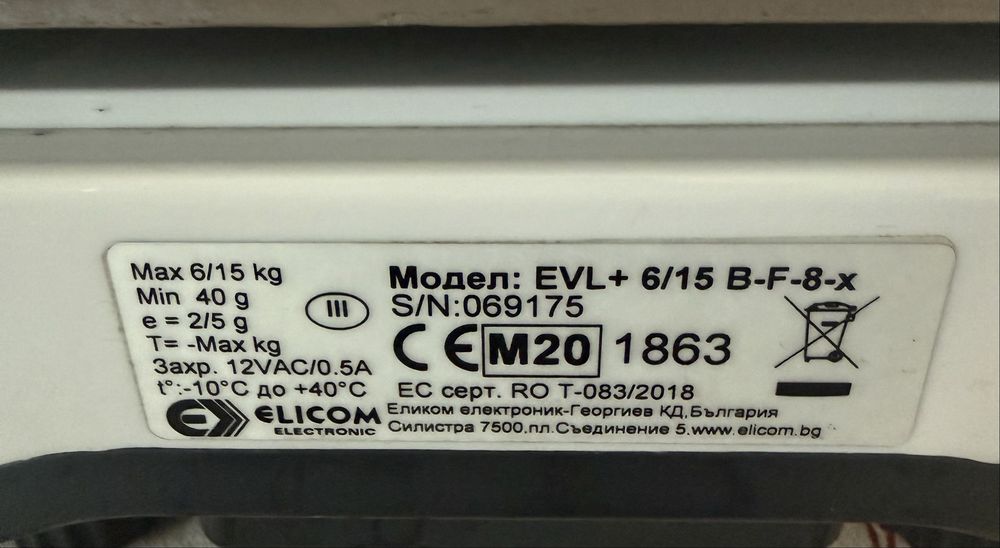 Max 6/15 kg
Min 40 g
e = 2/5 g
T= -Max kg
Захр. 12VAC/0.5A
t°:-10°C до +40°C
III
Модел: EVL+ 6/15 B-F-8-x
S/N:069175
CE M20 1863
ЕС серт. RO T-083/2018
ELICOM
ELECTRONIC
Еликом електроник-Георгиев КД,България
Силистра 7500.пл.Съединение 5.www.elicom.bg